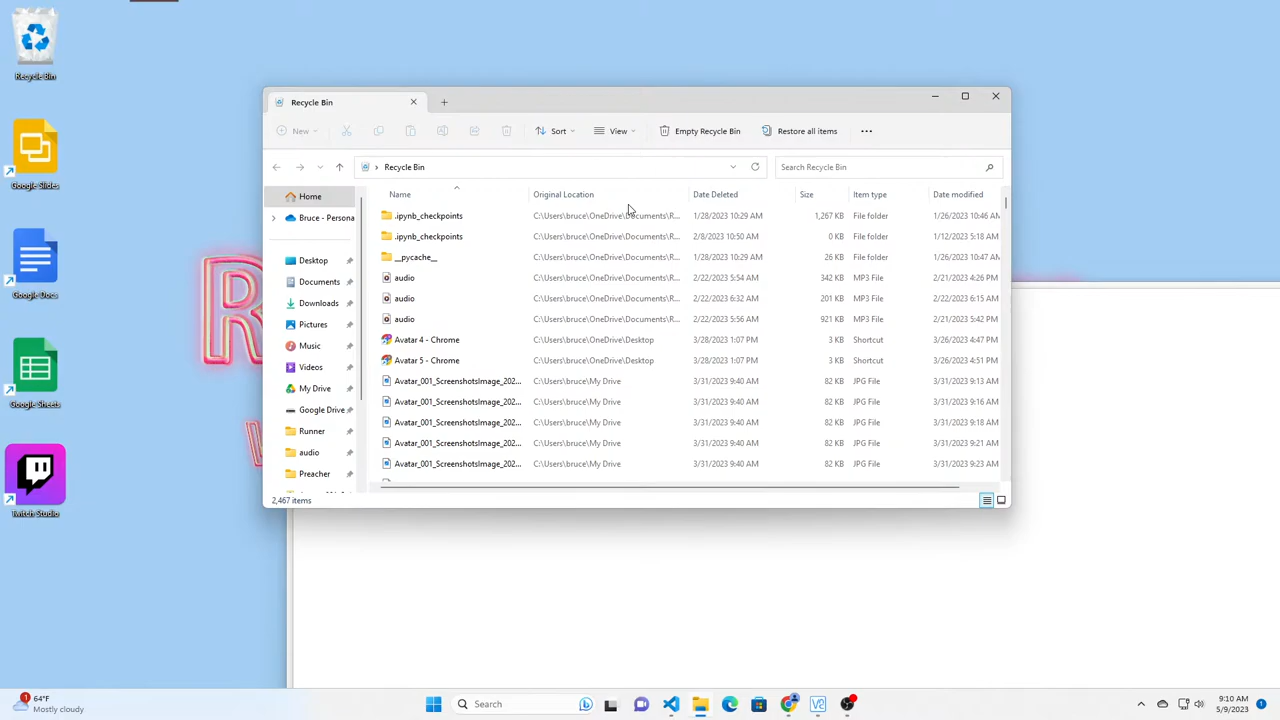 Recycle Bin
Google Slides
Google Docs
Google Sheets
Twitch Studio
R
Recycle Bin
New
Sort
View
Empty Recycle Bin
Restore all items
Recycle Bin
Search Recycle Bin
Home
Bruce - Persona
Desktop
Documents
Downloads
Pictures
Music
Videos
My Drive
Google Drive
Runner
audio
Preacher
Name Original Location Date Deleted Size Item type Date modified
.ipynb_checkpoints C:\Users\bruce\OneDrive\Documents\R... 1/28/2023 10:29 AM 1,267 KB File folder 1/26/2023 10:46 AM
.ipynb_checkpoints C:\Users\bruce\OneDrive\Documents\R... 2/8/2023 10:50 AM 0 KB File folder 1/12/2023 5:18 AM
__pycache__ C:\Users\bruce\OneDrive\Documents\R... 1/28/2023 10:29 AM 26 KB File folder 1/26/2023 10:47 AM
audio C:\Users\bruce\OneDrive\Documents\R... 2/22/2023 5:54 AM 342 KB MP3 File 2/21/2023 4:26 PM
audio C:\Users\bruce\OneDrive\Documents\R... 2/22/2023 6:32 AM 201 KB MP3 File 2/22/2023 6:15 AM
audio C:\Users\bruce\OneDrive\Documents\R... 2/22/2023 5:56 AM 921 KB MP3 File 2/21/2023 5:42 PM
Avatar 4 - Chrome C:\Users\bruce\OneDrive\Desktop 3/28/2023 1:07 PM 3 KB Shortcut 3/26/2023 4:47 PM
Avatar 5 - Chrome C:\Users\bruce\OneDrive\Desktop 3/28/2023 1:07 PM 3 KB Shortcut 3/26/2023 4:51 PM
Avatar_001_ScreenshotsImage_202... C:\Users\bruce\My Drive 3/31/2023 9:40 AM 82 KB JPG File 3/31/2023 9:13 AM
Avatar_001_ScreenshotsImage_202... C:\Users\bruce\My Drive 3/31/2023 9:40 AM 82 KB JPG File 3/31/2023 9:16 AM
Avatar_001_ScreenshotsImage_202... C:\Users\bruce\My Drive 3/31/2023 9:40 AM 82 KB JPG File 3/31/2023 9:18 AM
Avatar_001_ScreenshotsImage_202... C:\Users\bruce\My Drive 3/31/2023 9:40 AM 82 KB JPG File 3/31/2023 9:21 AM
Avatar_001_ScreenshotsImage_202... C:\Users\bruce\My Drive 3/31/2023 9:40 AM 82 KB JPG File 3/31/2023 9:23 AM
2,467 items
1
64°F
Mostly cloudy
Search
9:10 AM
5/9/2023
1